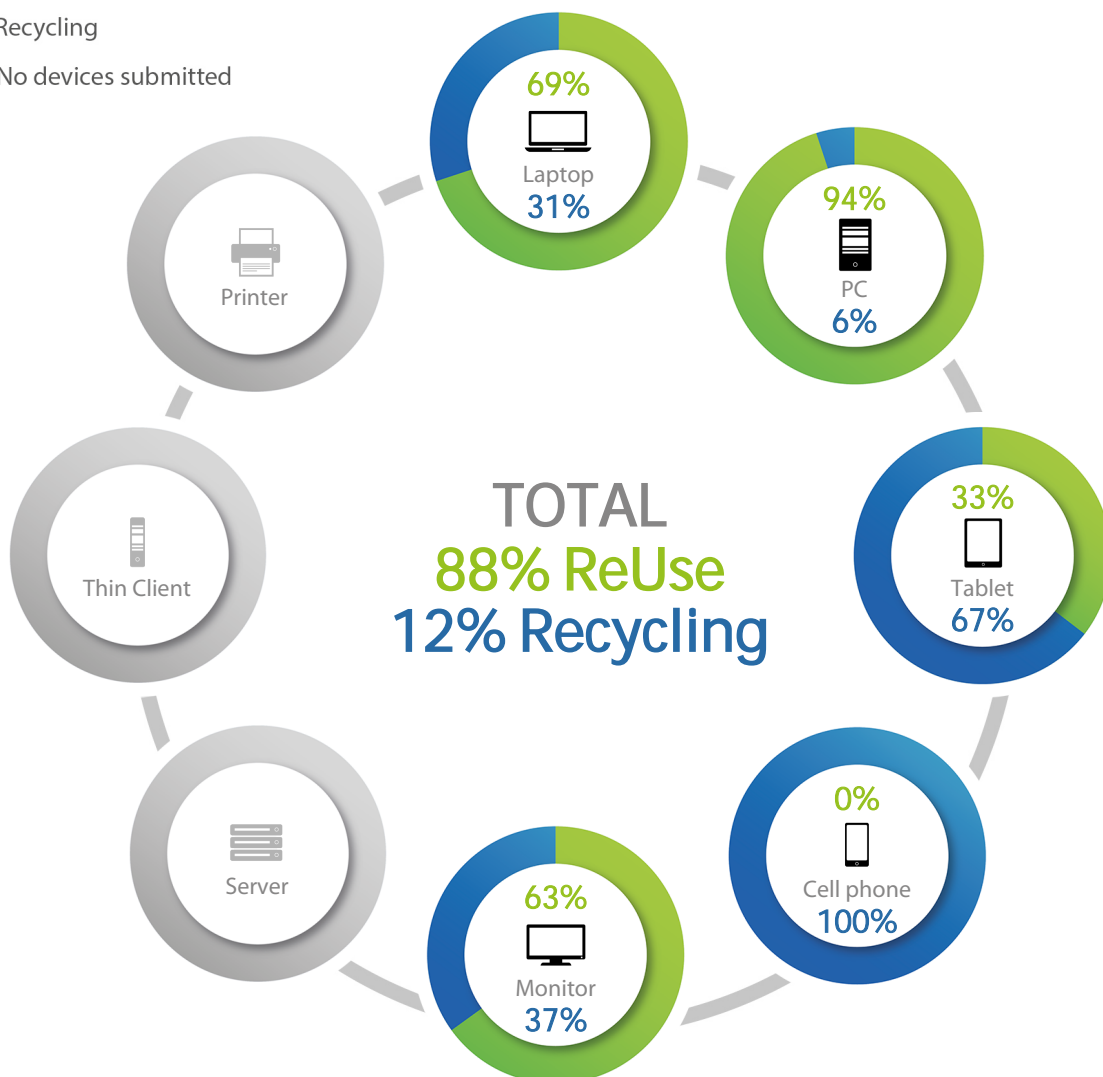 Recycling
No devices submitted
69%
Laptop
31%
94%
PC
6%
Printer
33%
Tablet
67%
TOTAL
88% ReUse
12% Recycling
Thin Client
0%
Cell phone
100%
Server
63%
Monitor
37%